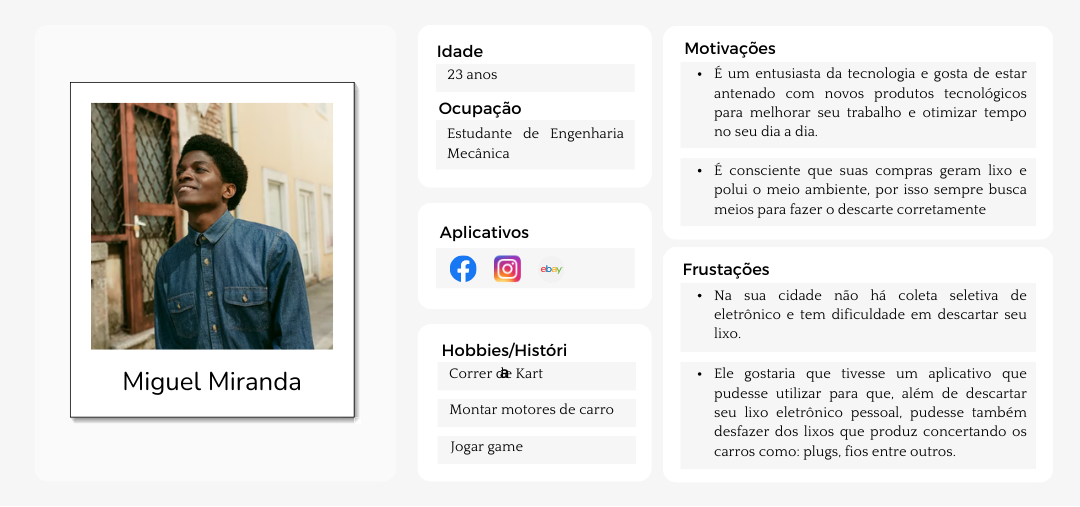 Miguel Miranda
Idade
23 anos
Ocupação
Estudante de Engenharia
Mecânica
Aplicativos
ebay
Hobbies/Históri
a
Correr de Kart
Montar motores de carro
Jogar game
Motivações
• É um entusiasta da tecnologia e gosta de estar
antenado com novos produtos tecnológicos
para melhorar seu trabalho e otimizar tempo
no seu dia a dia.
• É consciente que suas compras geram lixo e
polui o meio ambiente, por isso sempre busca
meios para fazer o descarte corretamente
Frustações
• Na sua cidade não há coleta seletiva de
eletrônico e tem dificuldade em descartar seu
lixo.
• Ele gostaria que tivesse um aplicativo que
pudesse utilizar para que, além de descartar
seu lixo eletrônico pessoal, pudesse também
desfazer dos lixos que produz concertando os
carros como: plugs, fios entre outros.